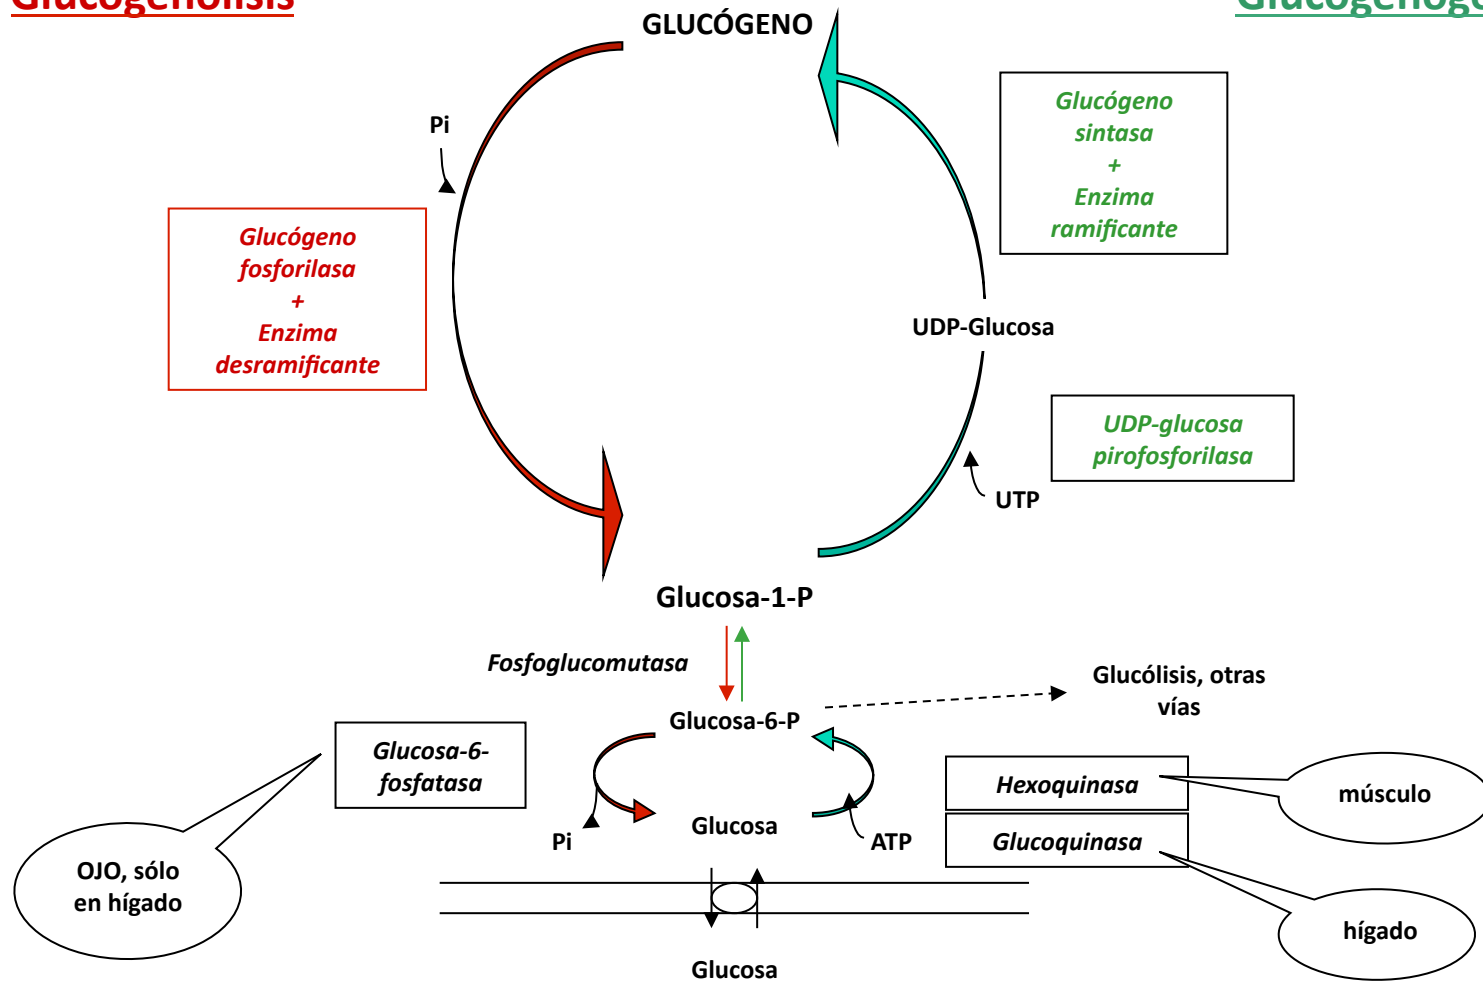 Glucogenolisis
GLUCÓGENO
Pi
Glucógeno
sintasa
+
Enzima
ramificante
Glucógeno
fosforilasa
+
Enzima
desramificante
UDP-Glucosa
UDP-glucosa
pirofosforilasa
UTP
Glucosa-1-P
Fosfoglucomutasa
Glucólisis, otras
vías
Glucosa-6-P
Glucosa-6-
fosfatasa
Hexoquinasa
músculo
Pi
Glucosa
ATP
Glucoquinasa
OJO, sólo
en hígado
hígado
Glucosa